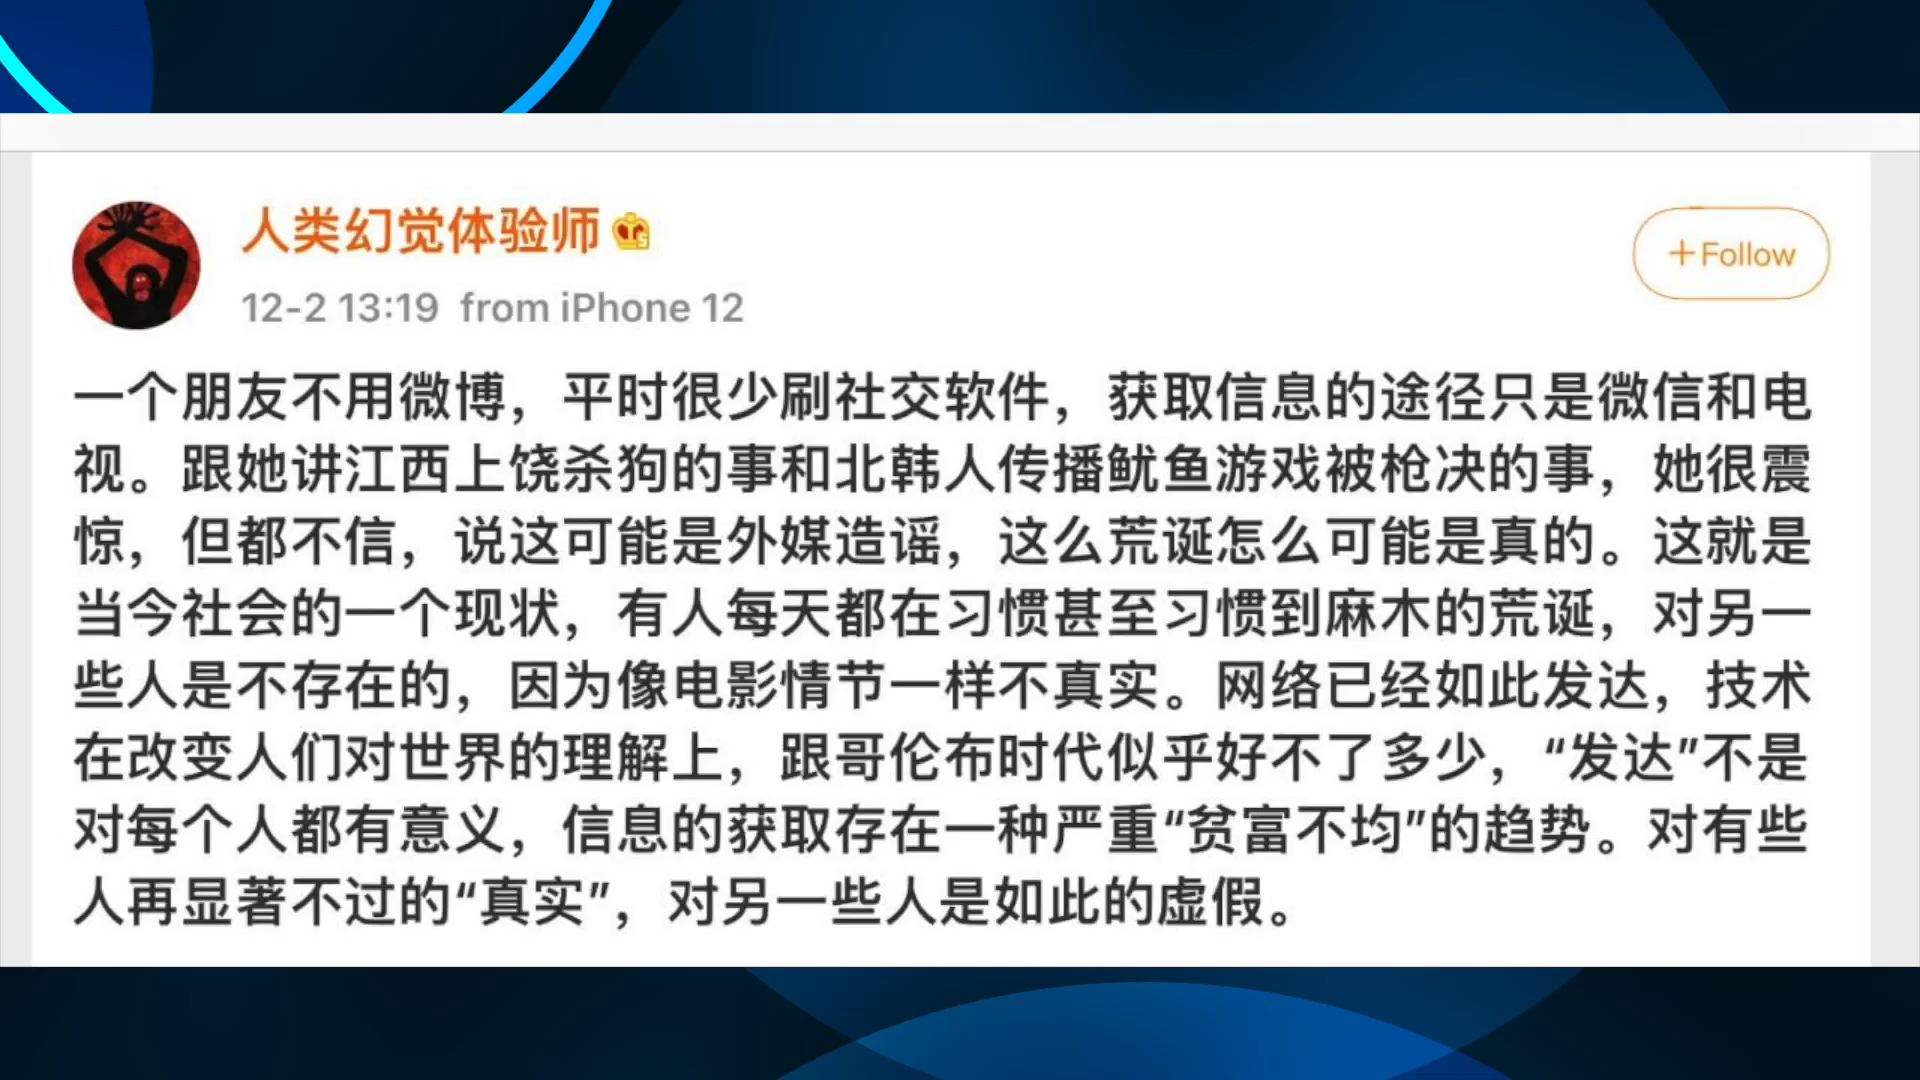 人类幻觉体验师
12-2 13:19 from iPhone 12
+Follow
一个朋友不用微博，平时很少刷社交软件，获取信息的途径只是微信和电
视。跟她讲江西上饶杀狗的事和北韩人传播鱿鱼游戏被枪决的事，她很震
惊，但都不信，说这可能是外媒造谣，这么荒诞怎么可能是真的。这就是
当今社会的一个现状，有人每天都在习惯甚至习惯到麻木的荒诞，对另一
些人是不存在的，因为像电影情节一样不真实。网络已经如此发达，技术
在改变人们对世界的理解上，跟哥伦布时代似乎好不了多少，“发达”不是
对每个人都有意义，信息的获取存在一种严重“贫富不均”的趋势。对有些
人再显著不过的“真实”，对另一些人是如此的虚假。